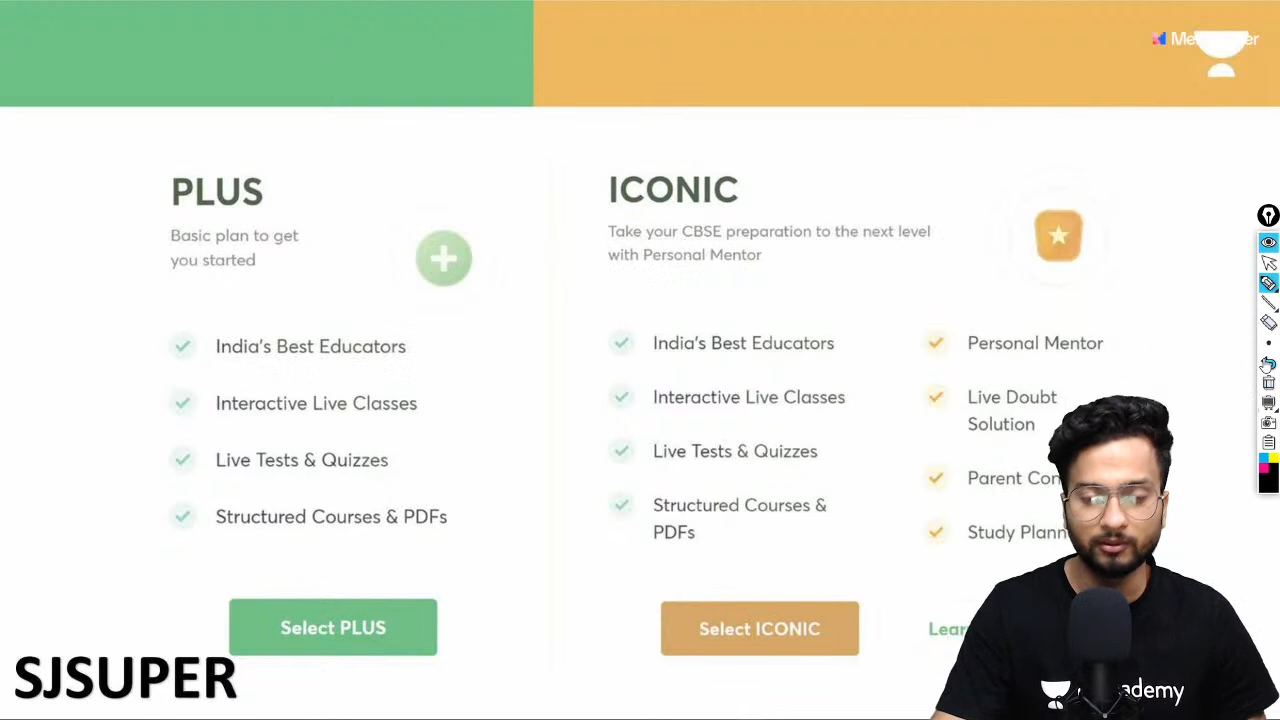 PLUS
Basic plan to get
you started
India's Best Educators
Interactive Live Classes
Live Tests & Quizzes
Structured Courses & PDFs
Select PLUS
ICONIC
Take your CBSE preparation to the next level
with Personal Mentor
India's Best Educators
Interactive Live Classes
Live Tests & Quizzes
Structured Courses &
PDFs
Personal Mentor
Live Doubt
Solution
Parent
Study
Select ICONIC
SJSUPER